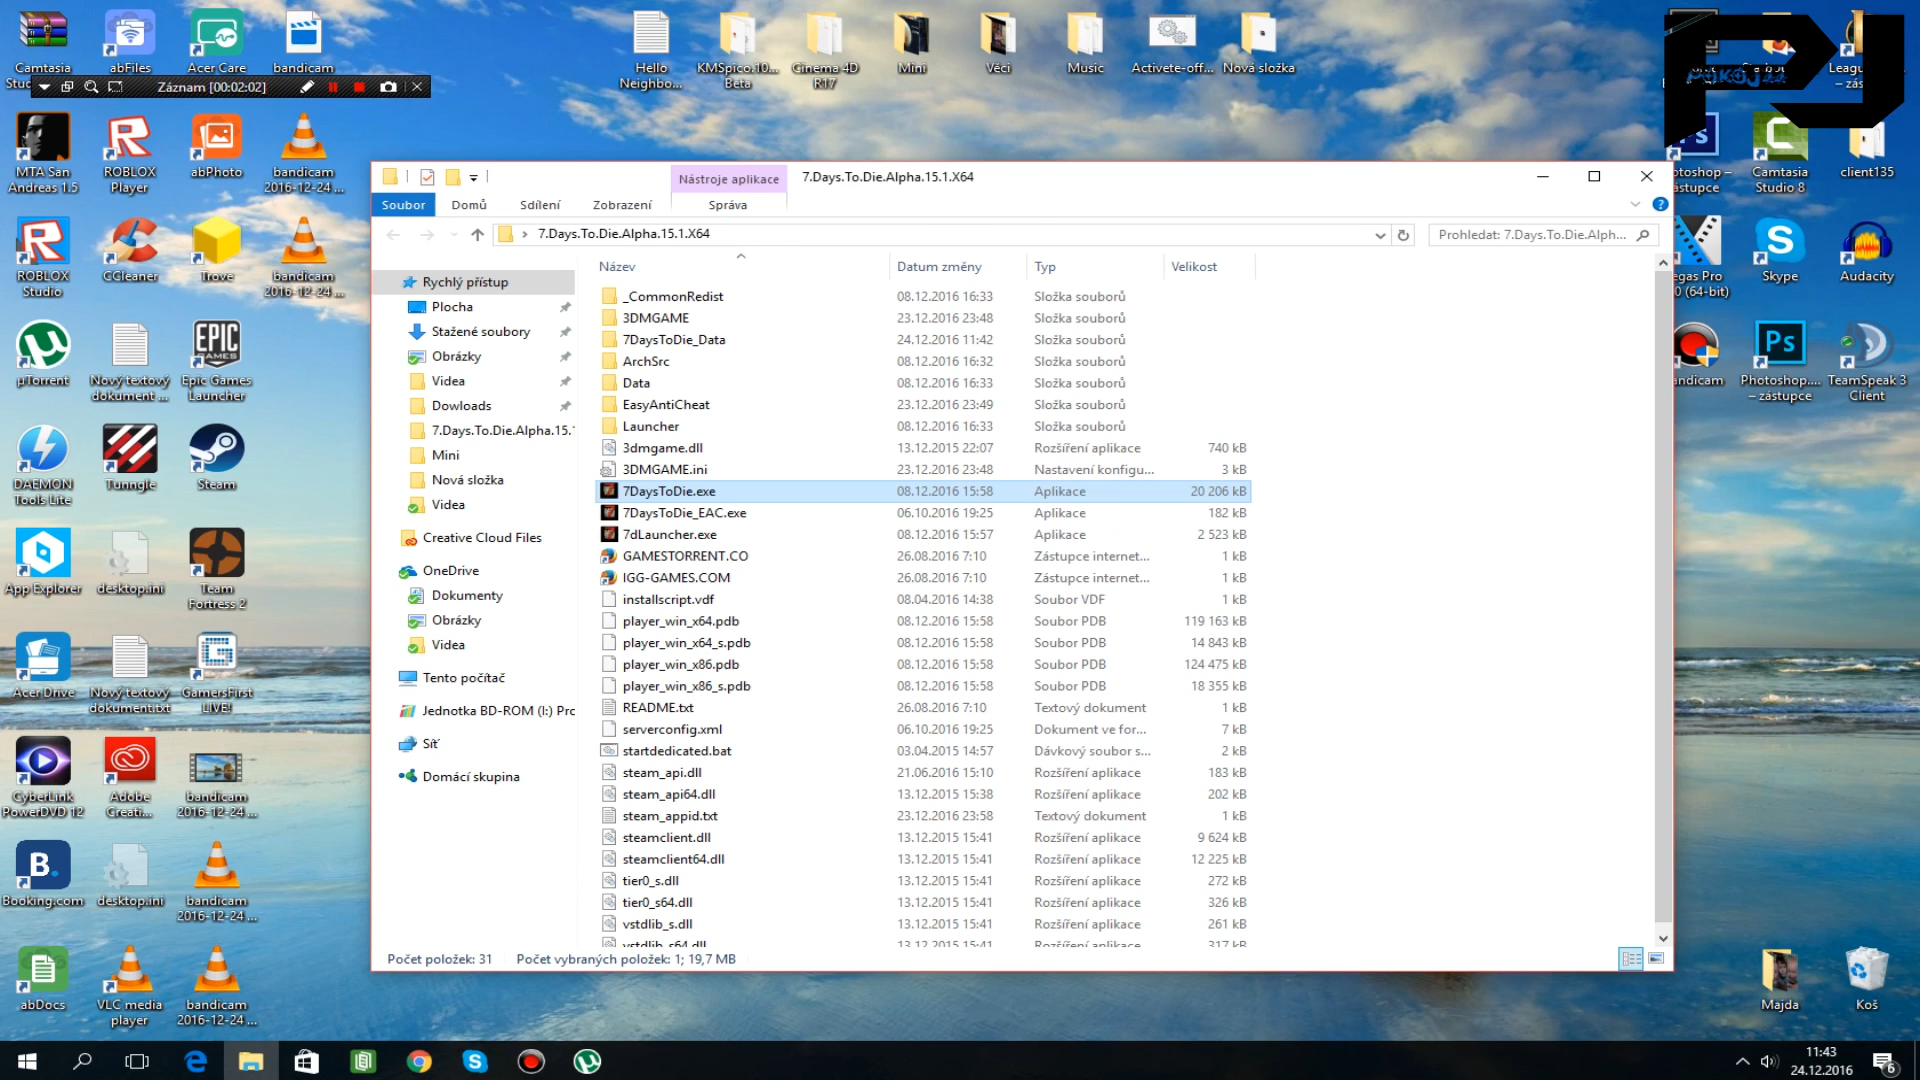 Camtasia
Stuc
abFiles
Acer Care
bandicam
Záznam [00:02:02]
Hello
Neighbo...
KMSpico.10...
Beta
Cinema 4D
R17
Mini
Věci
Music
Activete-off...
Nová složka
Leagu
– zás
MTA San
Andreas 1.5
ROBLOX
Player
abPhoto
bandicam
2016-12-24 ...
otoshop –
ástupce
Camtasia
Studio 8
client135
ROBLOX
Studio
CCleaner
Trove
bandicam
2016-12-24 ...
egas Pro
0 (64-bit)
Skype
Audacity
µTorrent
Nový textový
dokument ...
EPIC
GAMES
Epic Games
Launcher
andicam
Ps
Photoshop....
– zástupce
TeamSpeak 3
Client
DAEMON
Tools Lite
Tunngle
Steam
App Explorer
desktop.ini
Team
Fortress 2
Acer Drive
Nový textový
dokument.txt
GamersFirst
LIVE!
CyberLink
PowerDVD 12
Adobe
Creati...
bandicam
2016-12-24 ...
B.
Booking.com
desktop.ini
bandicam
2016-12-24 ...
abDocs
VLC media
player
bandicam
2016-12-24 ...
Majda
Koš
Nástroje aplikace
7.Days.To.Die.Alpha.15.1.X64
Soubor
Domů
Sdílení
Zobrazení
Správa
7.Days.To.Die.Alpha.15.1.X64
Prohledat: 7.Days.To.Die.Alph...
Rychlý přístup
Plocha
Stažené soubory
Obrázky
Videa
Dowloads
7.Days.To.Die.Alpha.15.1
Mini
Nová složka
Videa
Creative Cloud Files
OneDrive
Dokumenty
Obrázky
Videa
Tento počítač
Jednotka BD-ROM (I:) Prc
Síť
Domácí skupina
Název Datum změny Typ Velikost
_CommonRedist 08.12.2016 16:33 Složka souborů
3DMGAME 23.12.2016 23:48 Složka souborů
7DaysToDie_Data 24.12.2016 11:42 Složka souborů
ArchSrc 08.12.2016 16:32 Složka souborů
Data 08.12.2016 16:33 Složka souborů
EasyAntiCheat 23.12.2016 23:49 Složka souborů
Launcher 08.12.2016 16:33 Složka souborů
3dmgame.dll 13.12.2015 22:07 Rozšíření aplikace 740 kB
3DMGAME.ini 23.12.2016 23:48 Nastavení konfigu... 3 kB
7DaysToDie.exe 08.12.2016 15:58 Aplikace 20 206 kB
7DaysToDie_EAC.exe 06.10.2016 19:25 Aplikace 182 kB
7dLauncher.exe 08.12.2016 15:57 Aplikace 2 523 kB
GAMESTORRENT.CO 26.08.2016 7:10 Zástupce internet... 1 kB
IGG-GAMES.COM 26.08.2016 7:10 Zástupce internet... 1 kB
installscript.vdf 08.04.2016 14:38 Soubor VDF 1 kB
player_win_x64.pdb 08.12.2016 15:58 Soubor PDB 119 163 kB
player_win_x64_s.pdb 08.12.2016 15:58 Soubor PDB 14 843 kB
player_win_x86.pdb 08.12.2016 15:58 Soubor PDB 124 475 kB
player_win_x86_s.pdb 08.12.2016 15:58 Soubor PDB 18 355 kB
README.txt 26.08.2016 7:10 Textový dokument 1 kB
serverconfig.xml 06.10.2016 19:25 Dokument ve for... 7 kB
startdedicated.bat 03.04.2015 14:57 Dávkový soubor s... 2 kB
steam_api.dll 21.06.2016 15:10 Rozšíření aplikace 183 kB
steam_api64.dll 13.12.2015 15:38 Rozšíření aplikace 202 kB
steam_appid.txt 23.12.2016 23:58 Textový dokument 1 kB
steamclient.dll 13.12.2015 15:41 Rozšíření aplikace 9 624 kB
steamclient64.dll 13.12.2015 15:41 Rozšíření aplikace 12 225 kB
tier0_s.dll 13.12.2015 15:41 Rozšíření aplikace 272 kB
tier0_s64.dll 13.12.2015 15:41 Rozšíření aplikace 326 kB
vstdlib_s.dll 13.12.2015 15:41 Rozšíření aplikace 261 kB
vstdlib_s64.dll 13.12.2015 15:41 Rozšíření aplikace 317 kB
Počet položek: 31 Počet vybraných položek: 1; 19,7 MB
11:43
24.12.2016
6